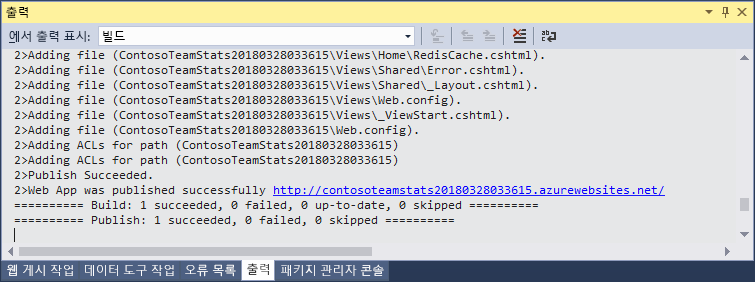 출력
에서 출력 표시: 빌드
2>Adding file (ContosoTeamStats20180328033615\Views\Home\RedisCache.cshtml).
2>Adding file (ContosoTeamStats20180328033615\Views\Shared\Error.cshtml).
2>Adding file (ContosoTeamStats20180328033615\Views\Shared\_Layout.cshtml).
2>Adding file (ContosoTeamStats20180328033615\Views\Web.config).
2>Adding file (ContosoTeamStats20180328033615\Views\_ViewStart.cshtml).
2>Adding file (ContosoTeamStats20180328033615\Web.config).
2>Adding ACLs for path (ContosoTeamStats20180328033615)
2>Adding ACLs for path (ContosoTeamStats20180328033615)
2>Publish Succeeded.
2>Web App was published successfully http://contosoteamstats20180328033615.azurewebsites.net/
========== Build: 1 succeeded, 0 failed, 0 up-to-date, 0 skipped ==========
========== Publish: 1 succeeded, 0 failed, 0 skipped ==========
웹 게시 작업 데이터 도구 작업 오류 목록 출력 패키지 관리자 콘솔